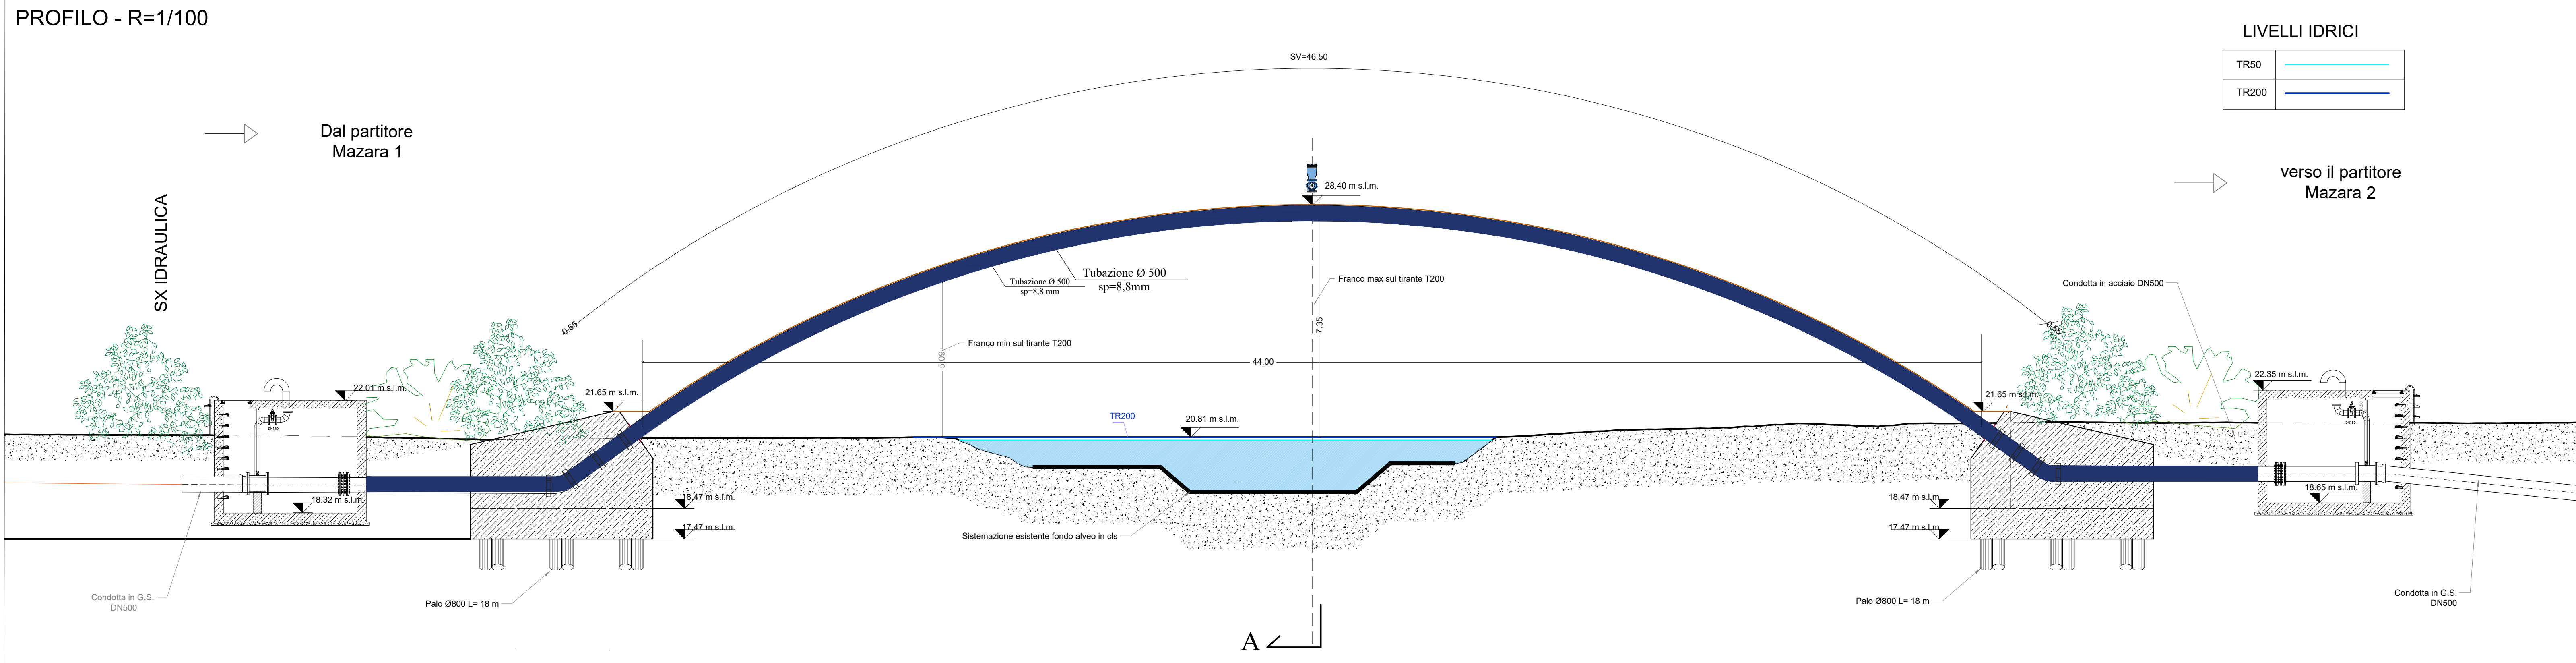 PROFILO - R=1/100
LIVELLI IDRICI
TR50
TR200
SV=46,50
Dal partitore
Mazara 1
verso il partitore
Mazara 2
SX IDRAULICA
28.40 m s.l.m.
Tubazione Ø 500
sp=8,8mm
Tubazione Ø 500
sp=8,8 mm
Franco max sul tirante T200
7,35
Condotta in acciaio DN500
0,55
0,55
Franco min sul tirante T200
5,09
44,00
22.01 m s.l.m.
21.65 m s.l.m.
21.65 m s.l.m.
22.35 m s.l.m.
TR200
20.81 m s.l.m.
DN150
DN150
18.32 m s.l.m.
18.47 m s.l.m.
17.47 m s.l.m.
18.47 m s.l.m.
17.47 m s.l.m.
18.65 m s.l.m.
Sistemazione esistente fondo alveo in cls
Condotta in G.S.
DN500
Palo Ø800 L= 18 m
Palo Ø800 L= 18 m
Condotta in G.S.
DN500
A